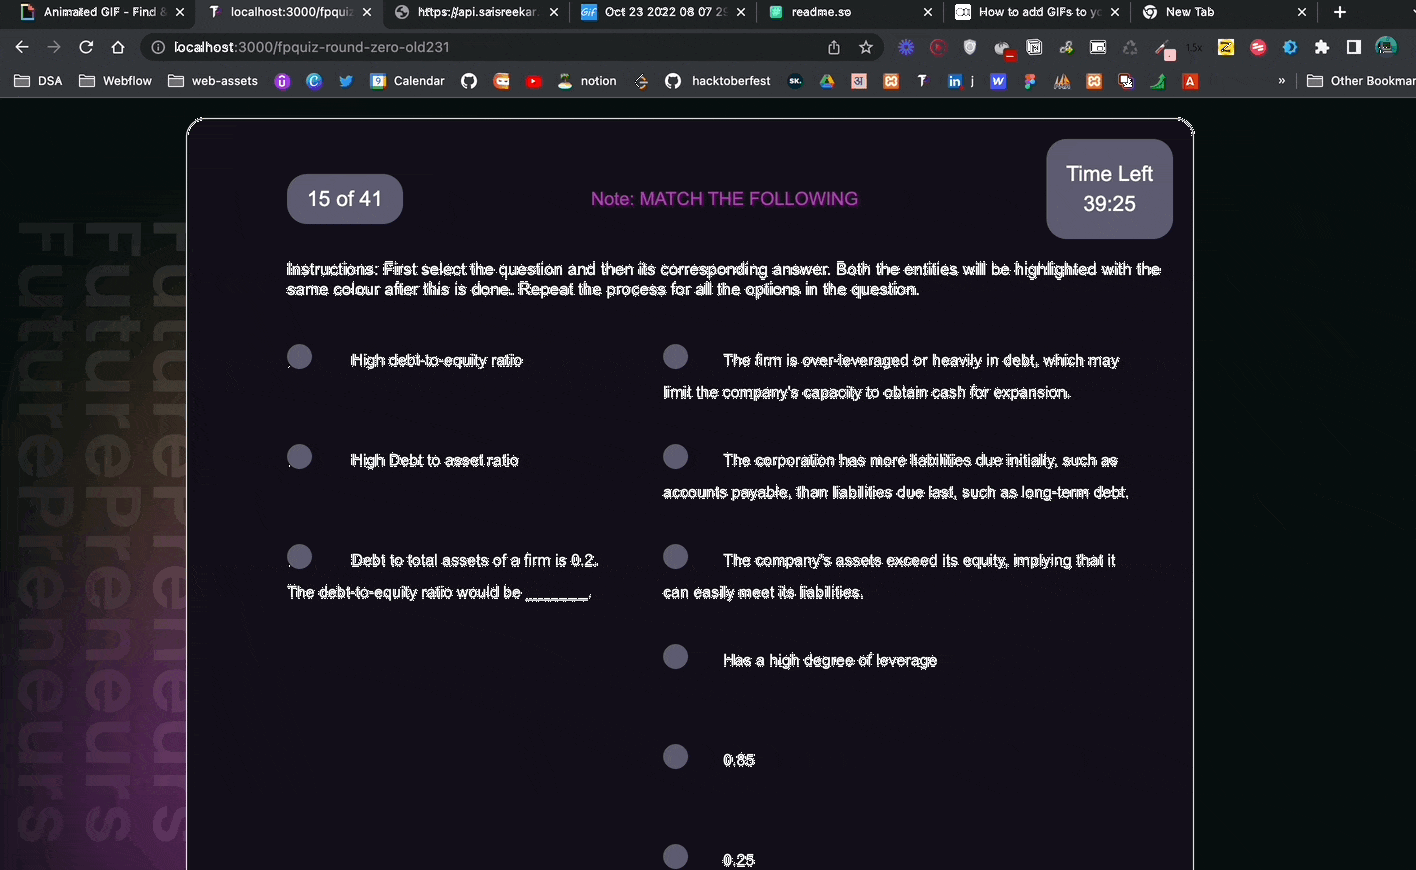 Animated GIF - Find &
localhost:3000/fpquiz
https://api.saisreekar.
Gif Oct 23 2022 08 07 29
readme.so
How to add GIFs to yo
New Tab
localhost:3000/fpquiz-round-zero-old231
1.5x
DSA
Webflow
web-assets
Calendar
notion
hacktoberfest
SK.
in j
»
Other Bookmar
15 of 41
Note: MATCH THE FOLLOWING
Time Left
39:25
Instructions: First select the question and then its corresponding answer. Both the entities will be highlighted with the
same colour after this is done. Repeat the process for all the options in the question.
High debt-to-equity ratio
The firm is over-leveraged or heavily in debt, which may
limit the company's capacity to obtain cash for expansion.
High Debt to asset ratio
The corporation has more liabilities due initially, such as
accounts payable, than liabilities due last, such as long-term debt.
Debt to total assets of a firm is 0.2.
The debt-to-equity ratio would be ________.
The company's assets exceed its equity, implying that it
can easily meet its liabilities.
Has a high degree of leverage
0.85
0.25
FuturePreneurs
FuturePreneurs
FuturePreneurs